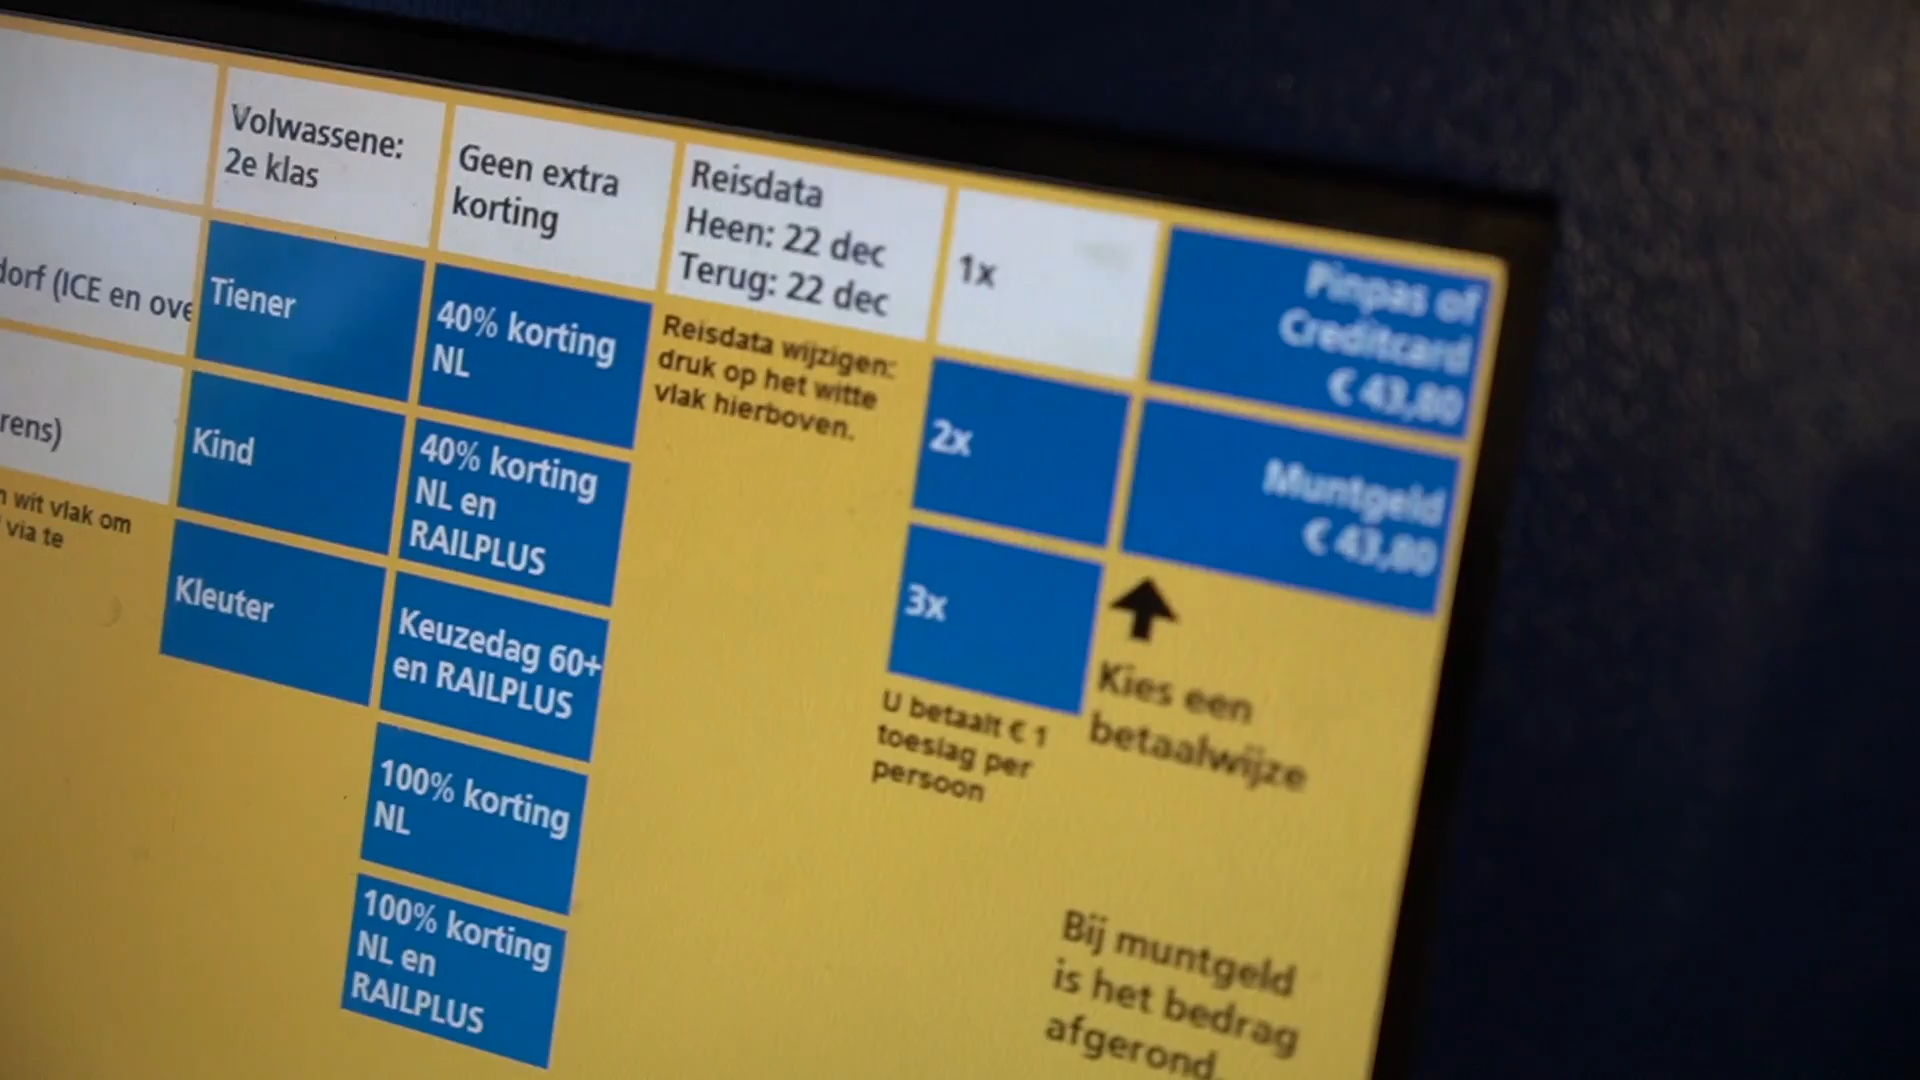 Volwassene:
2e klas
Geen extra
korting
Reisdata
Heen: 22 dec
Terug: 22 dec
1x
Pinpas of
Creditcard
€ 43,80
dorf (ICE en ove
Tiener
40% korting
NL
Reisdata wijzigen:
druk op het witte
vlak hierboven.
2x
Muntgeld
€ 43,80
rens)
Kind
40% korting
NL en
RAILPLUS
3x
Kies een
betaalwijze
n wit vlak om
via te
Kleuter
Keuzedag 60+
en RAILPLUS
U betaalt € 1
toeslag per
persoon
100% korting
NL
100% korting
NL en
RAILPLUS
Bij muntgeld
is het bedrag
afgerond.